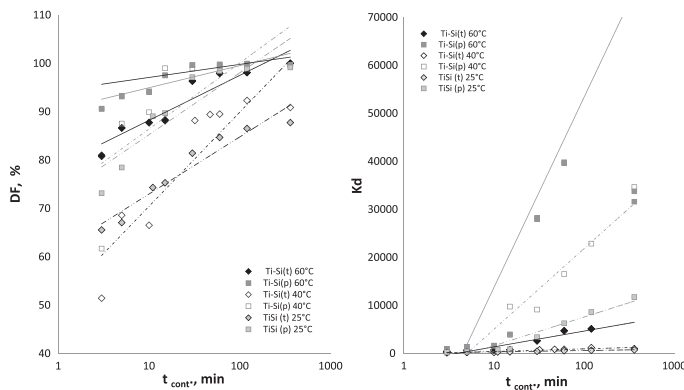 DF, %
100
90
80
70
60
50
40
1
10
100
1000
t cont., min
Ti-Si(t) 60°C
Ti-Si(p) 60°C
Ti-Si(t) 40°C
Ti-Si(p) 40°C
TiSi (t) 25°C
TiSi (p) 25°C
Kd
70000
60000
50000
40000
30000
20000
10000
0
1
10
100
1000
t cont., min
Ti-Si(t) 60°C
Ti-Si(p) 60°C
Ti-Si(t) 40°C
Ti-Si(p) 40°C
TiSi (t) 25°C
TiSi (p) 25°C